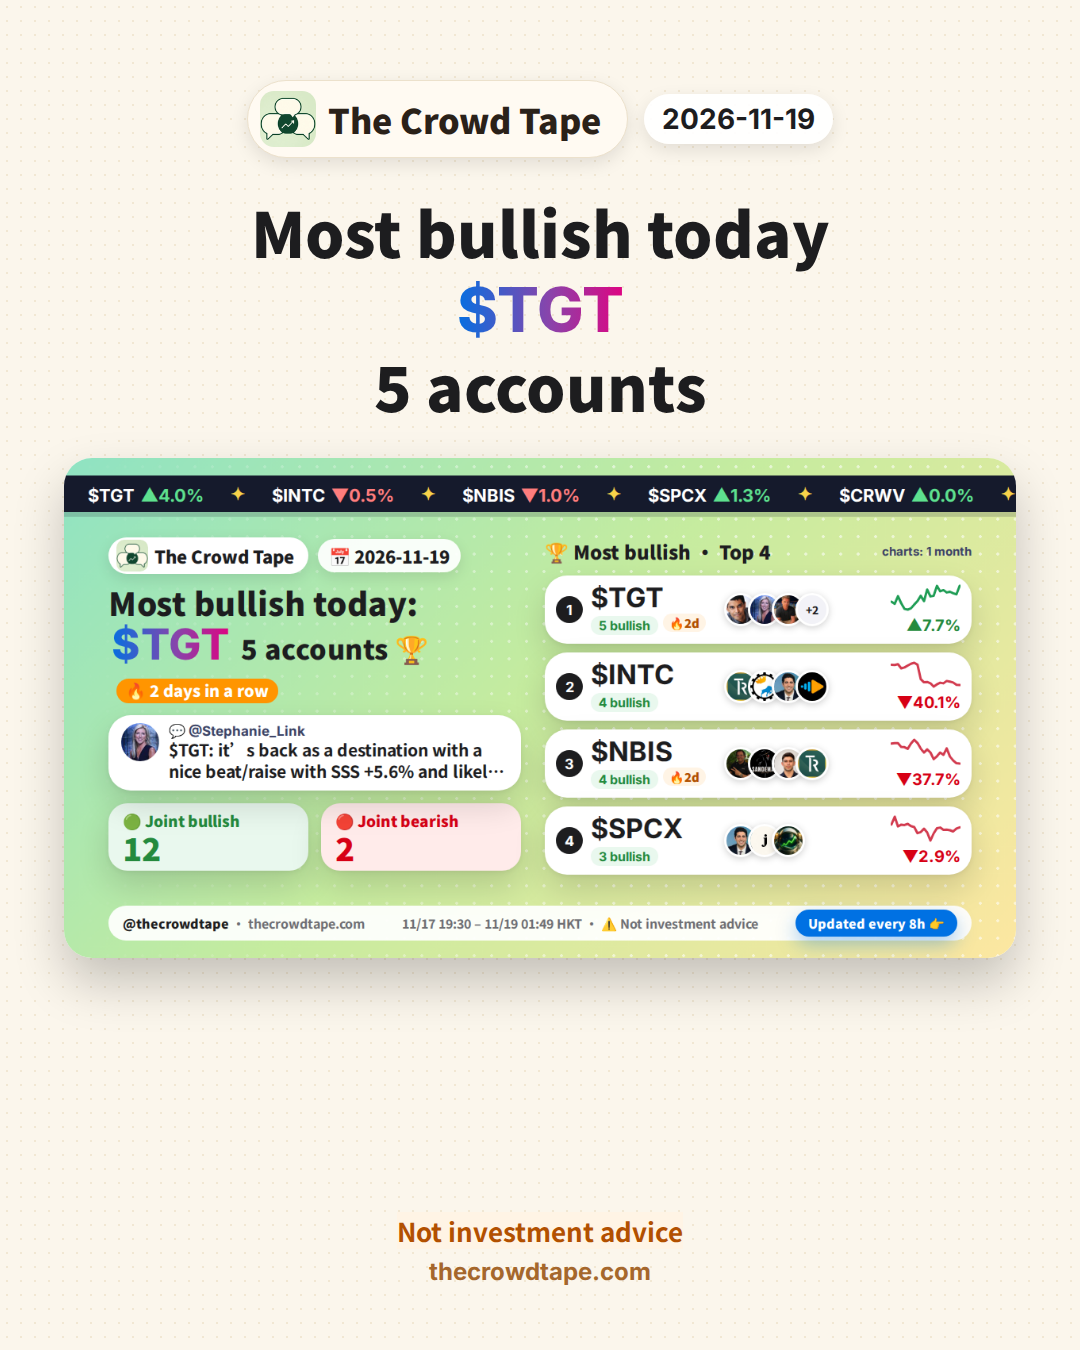 The Crowd Tape
2026-11-19
Most bullish today
$TGT
5 accounts
$TGT ▲4.0% ✦ $INTC ▼0.5% ✦ $NBIS ▼1.0% ✦ $SPCX ▲1.3% ✦ $CRWV ▲0.0% ✦
The Crowd Tape
📅 2026-11-19
Most bullish today:
$TGT 5 accounts 🏆
🔥 2 days in a row
💬 @Stephanie_Link
$TGT: it’s back as a destination with a
nice beat/raise with SSS +5.6% and likel…
🟢 Joint bullish
12
🔴 Joint bearish
2
🏆 Most bullish • Top 4
charts: 1 month
1
$TGT
5 bullish
🔥2d
+2
▲7.7%
2
$INTC
4 bullish
TR
▼40.1%
3
$NBIS
4 bullish
🔥2d
TR
▼37.7%
4
$SPCX
3 bullish
j
▼2.9%
@thecrowdtape • thecrowdtape.com
11/17 19:30 – 11/19 01:49 HKT • ⚠️ Not investment advice
Updated every 8h 👉
Not investment advice
thecrowdtape.com